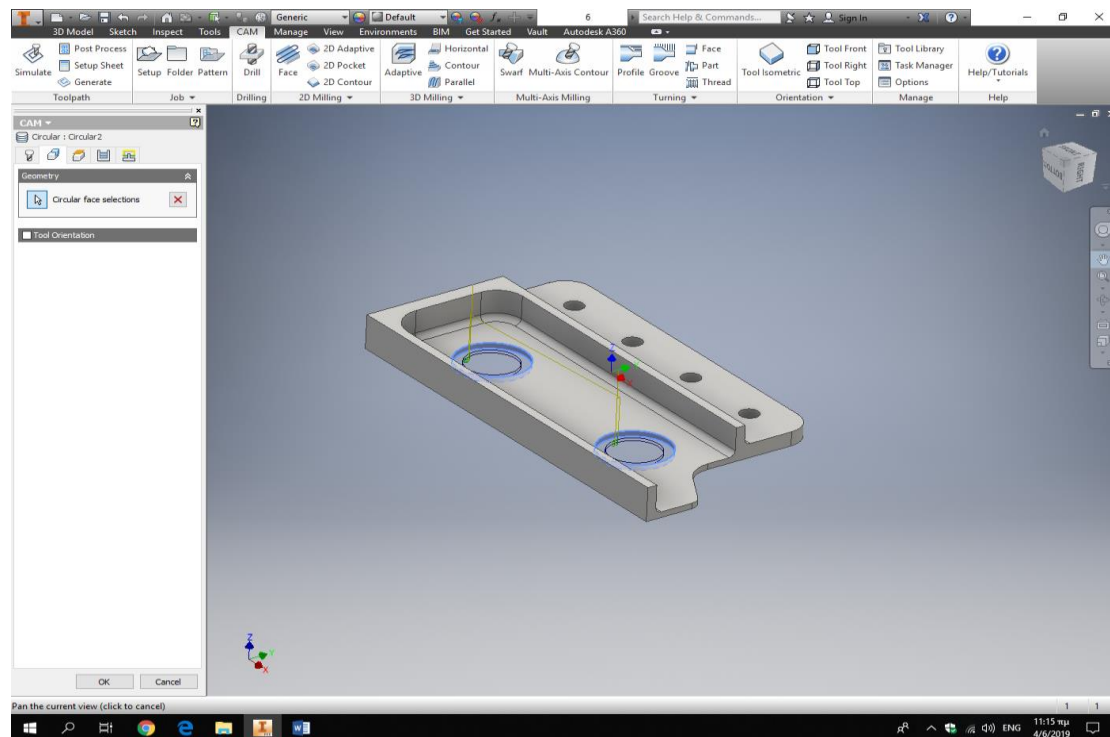 Generic Default 6 Search Help & Commands... Sign In
3D Model Sketch Inspect Tools CAM Manage View Environments BIM Get Started Vault Autodesk A360
Simulate Post Process Setup Sheet Generate
Setup Folder Pattern Drill Face 2D Adaptive 2D Pocket 2D Contour
Adaptive Horizontal Contour Parallel
Swarf Multi-Axis Contour Profile Groove Face Part Thread
Tool Isometric Tool Front Tool Right Tool Top
Tool Library Task Manager Options Help/Tutorials
Toolpath Job Drilling 2D Milling 3D Milling Multi-Axis Milling Turning Orientation Manage Help
CAM
Circular : Circular2
Geometry
Circular face selections
Tool Orientation
OK Cancel
BOTTOM RIGHT
Z
Z
Y
X
Pan the current view (click to cancel) 1 1
ENG 11:15 πμ
4/6/2019